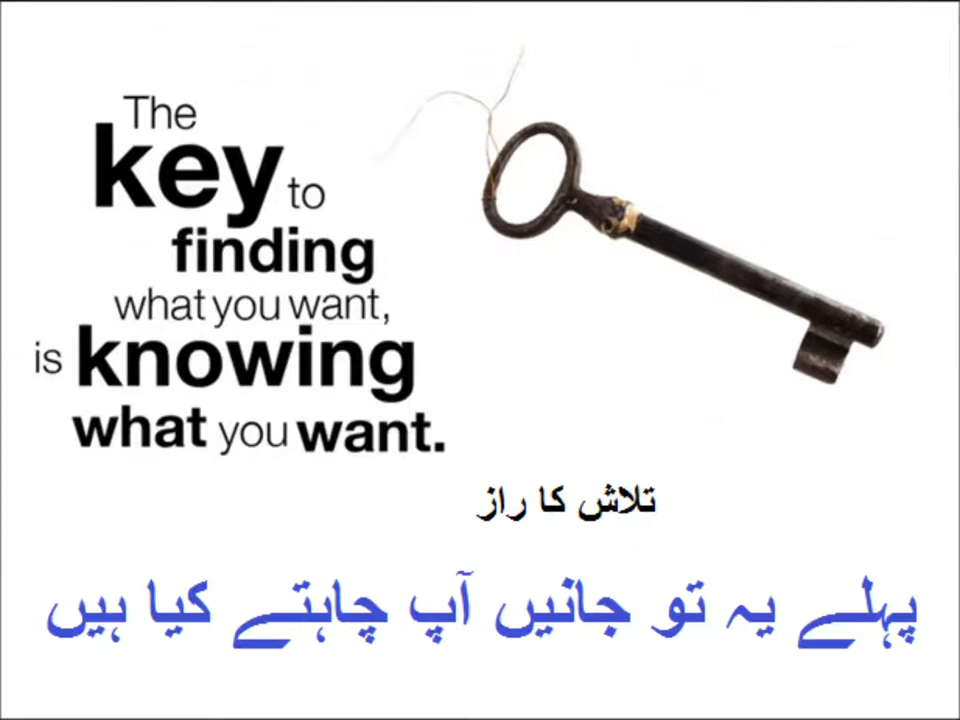 The
key to
finding
what you want,
is knowing
what you want.
تلاش کا راز
پہلے یہ تو جانیں آپ چاہتے کیا ہیں